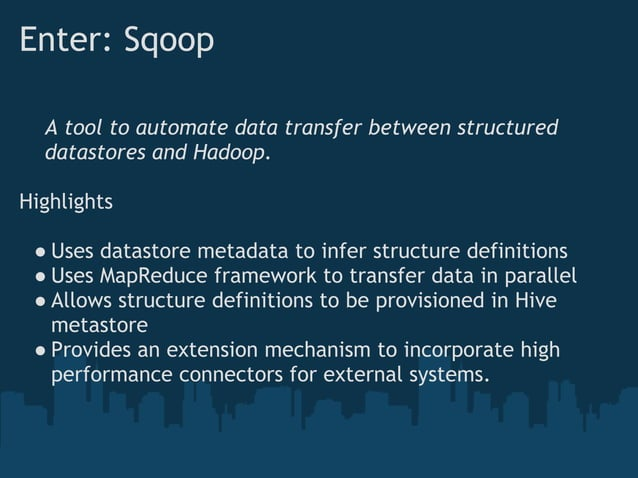 Enter: Sqoop
A tool to automate data transfer between structured
datastores and Hadoop.
Highlights
● Uses datastore metadata to infer structure definitions
● Uses MapReduce framework to transfer data in parallel
● Allows structure definitions to be provisioned in Hive
metastore
● Provides an extension mechanism to incorporate high
performance connectors for external systems.